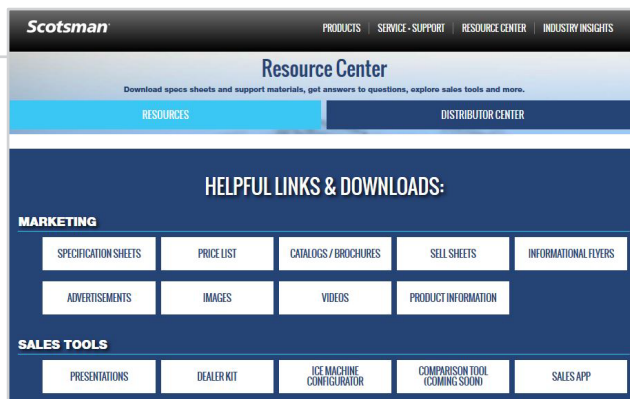 Scotsman
PRODUCTS | SERVICE - SUPPORT | RESOURCE CENTER | INDUSTRY INSIGHTS
Resource Center
Download specs sheets and support materials, get answers to questions, explore sales tools and more.
RESOURCES DISTRIBUTOR CENTER
HELPFUL LINKS & DOWNLOADS:
MARKETING
SPECIFICATION SHEETS PRICE LIST CATALOGS / BROCHURES SELL SHEETS INFORMATIONAL FLYERS
ADVERTISEMENTS IMAGES VIDEOS PRODUCT INFORMATION
SALES TOOLS
PRESENTATIONS DEALER KIT ICE MACHINE COMPARISON TOOL SALES APP
CONFIGURATOR (COMING SOON)